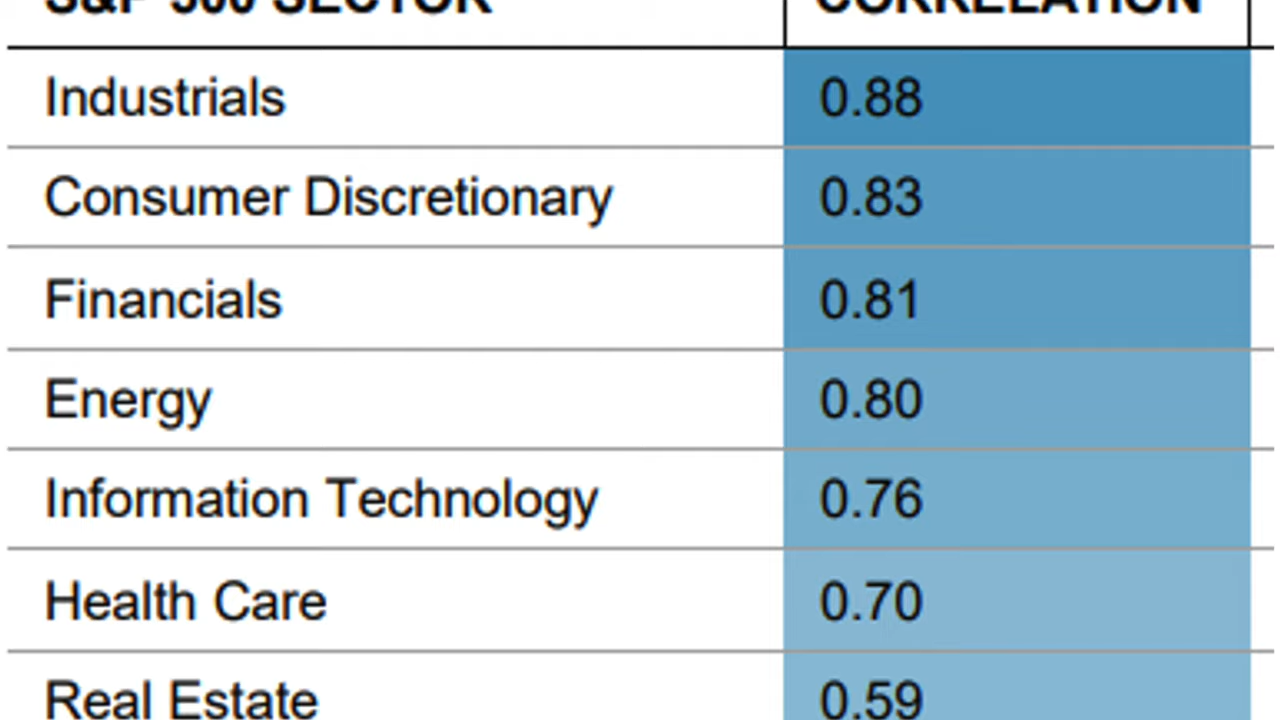 S&P 500 SECTOR CORRELATION
Industrials 0.88
Consumer Discretionary 0.83
Financials 0.81
Energy 0.80
Information Technology 0.76
Health Care 0.70
Real Estate 0.59